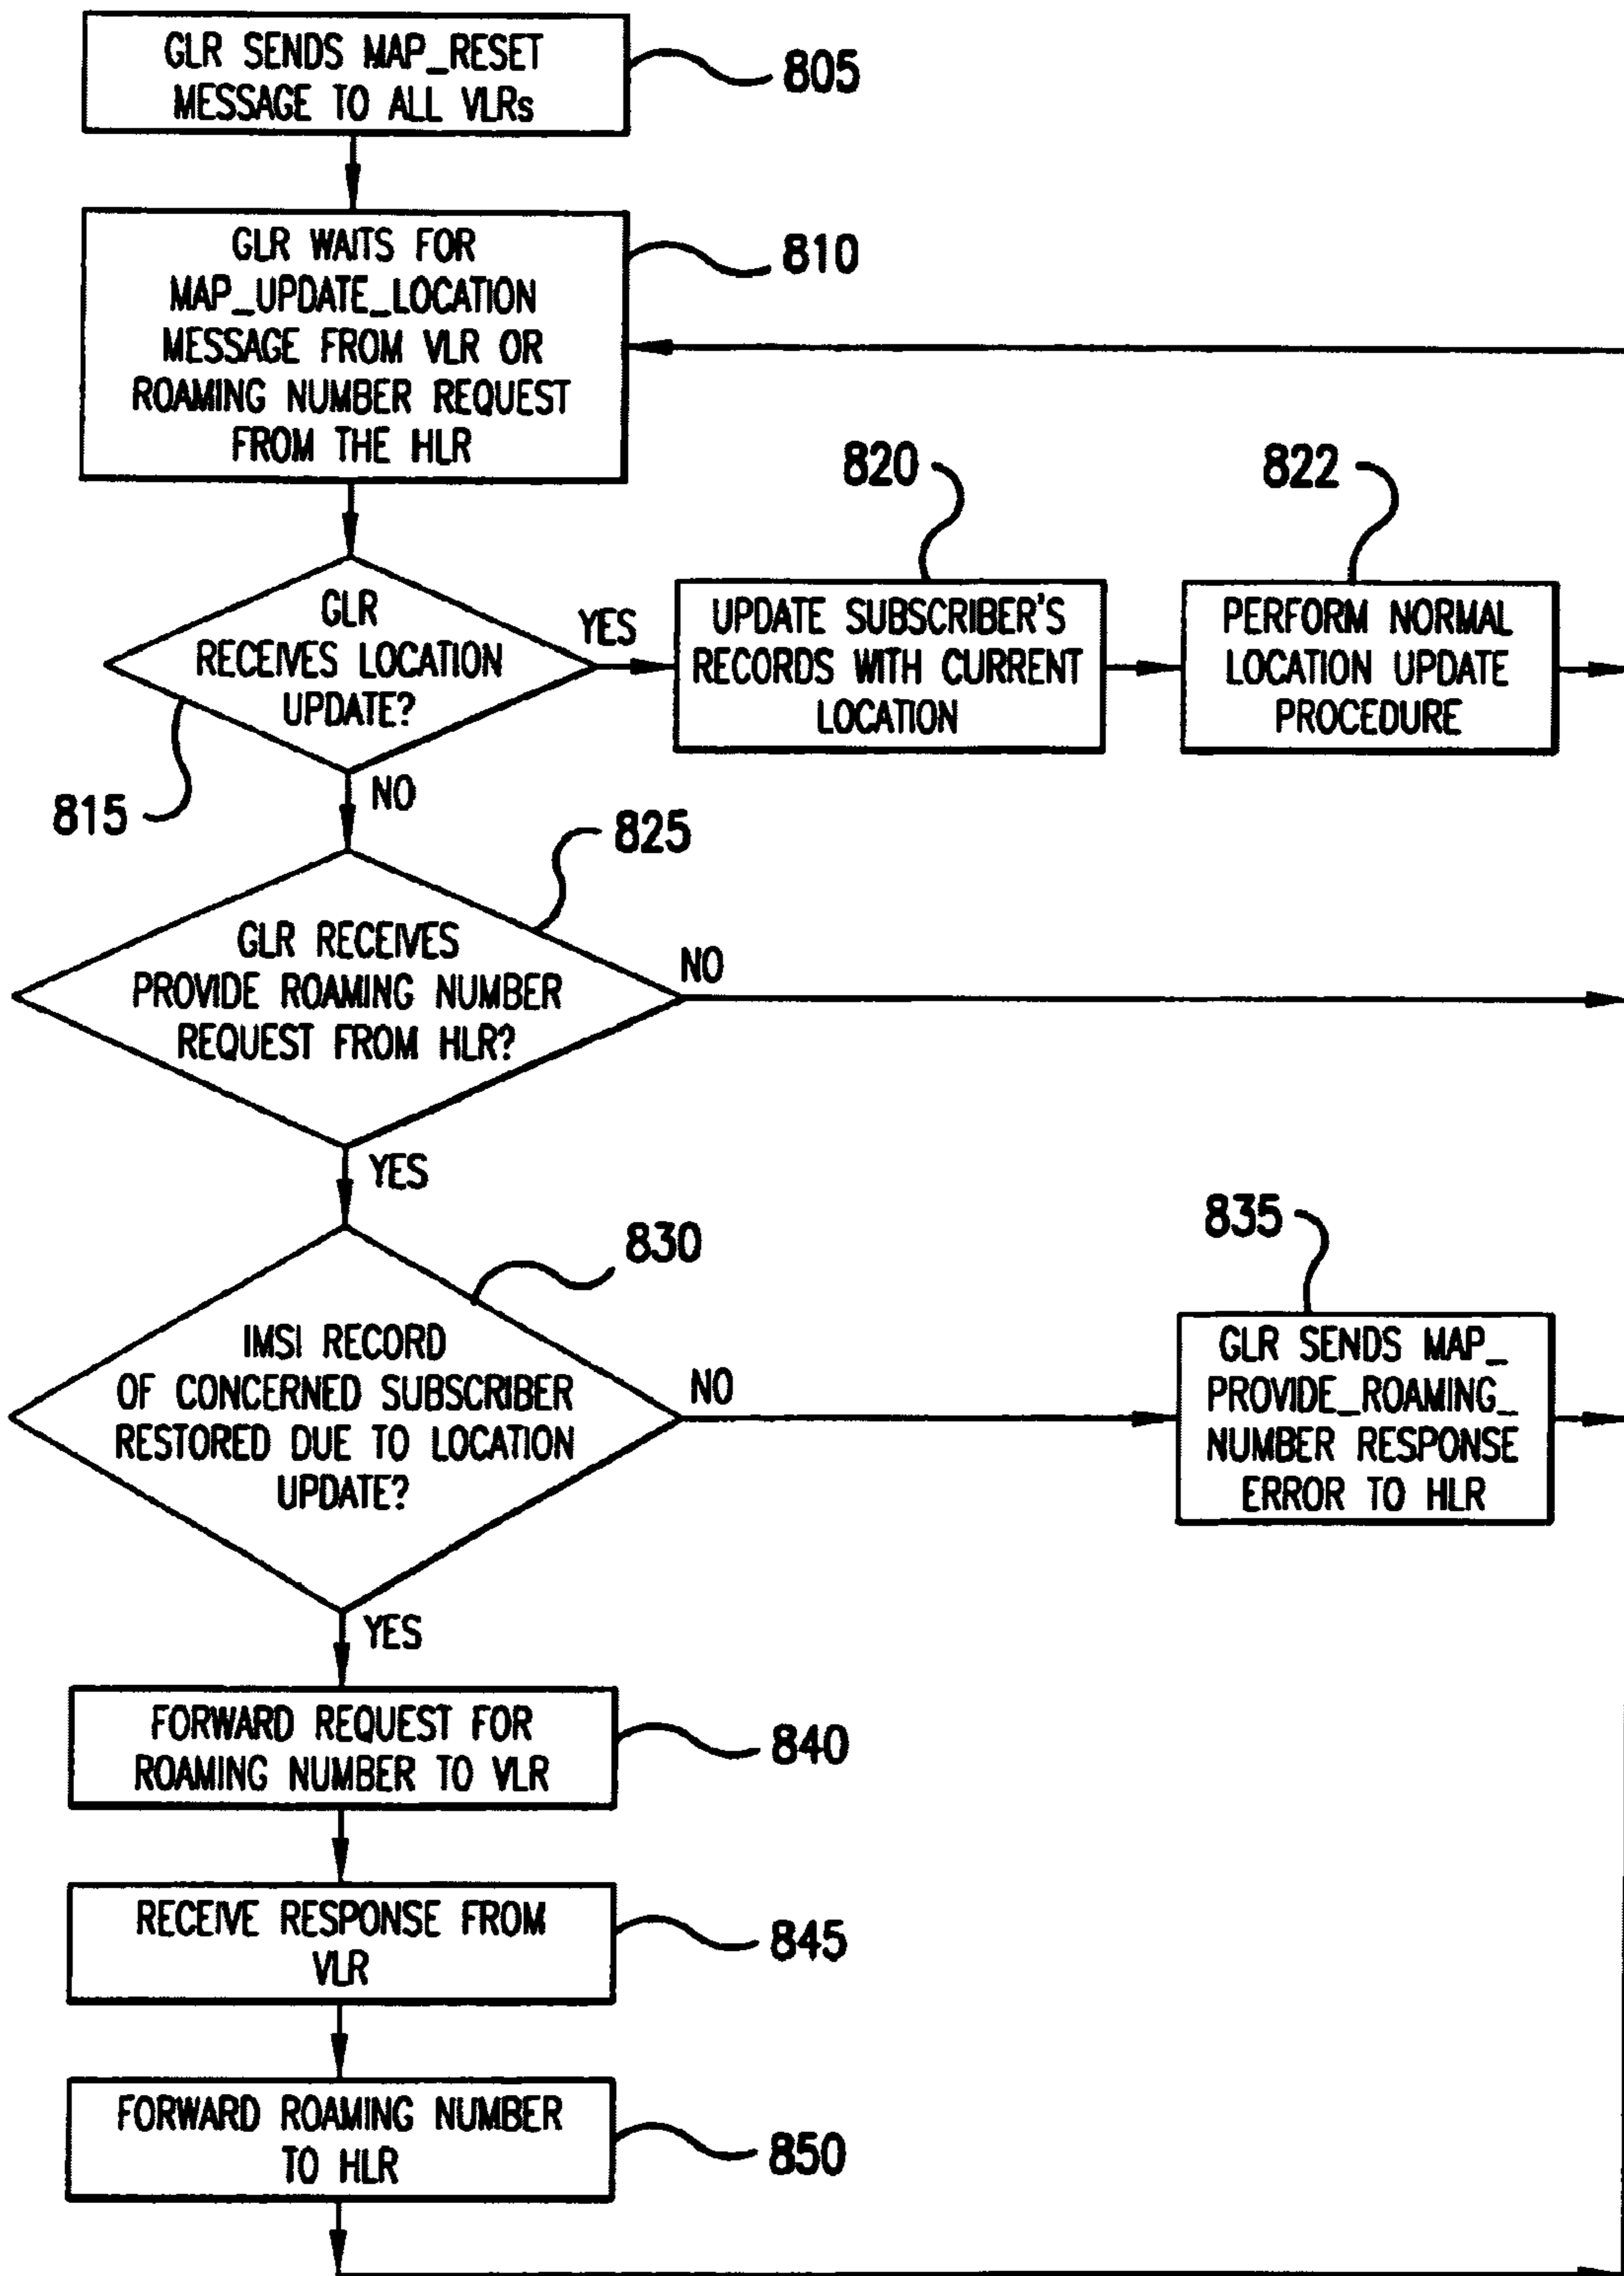 GLR SENDS MAP_RESET
MESSAGE TO ALL VLRs
805
GLR WAITS FOR
MAP_UPDATE_LOCATION
MESSAGE FROM VLR OR
ROAMING NUMBER REQUEST
FROM THE HLR
810
820
822
GLR
RECEIVES LOCATION
UPDATE?
YES
UPDATE SUBSCRIBER'S
RECORDS WITH CURRENT
LOCATION
PERFORM NORMAL
LOCATION UPDATE
PROCEDURE
815
NO
825
GLR RECEIVES
PROVIDE ROAMING NUMBER
REQUEST FROM HLR?
NO
YES
830
835
IMSI RECORD
OF CONCERNED SUBSCRIBER
RESTORED DUE TO LOCATION
UPDATE?
NO
GLR SENDS MAP_
PROVIDE_ROAMING_
NUMBER RESPONSE
ERROR TO HLR
YES
FORWARD REQUEST FOR
ROAMING NUMBER TO VLR
840
RECEIVE RESPONSE FROM
VLR
845
FORWARD ROAMING NUMBER
TO HLR
850